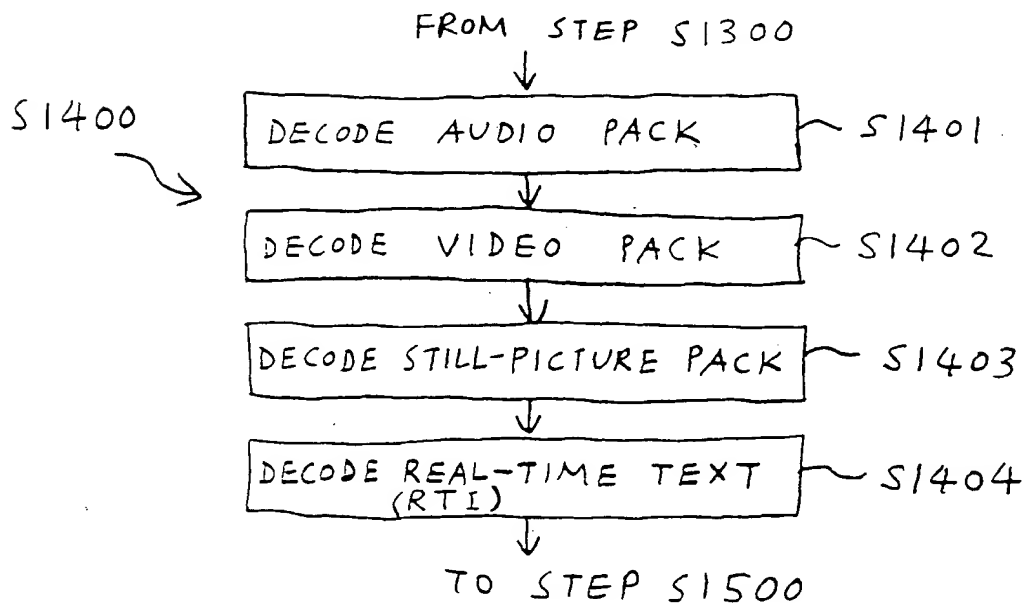 FROM STEP S1300
S1400
DECODE AUDIO PACK S1401
DECODE VIDEO PACK S1402
DECODE STILL-PICTURE PACK S1403
DECODE REAL-TIME TEXT S1404
(RTI)
TO STEP S1500